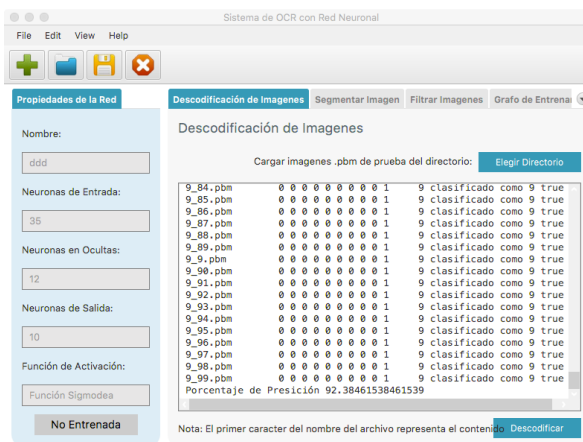 Sistema de OCR con Red Neuronal
File Edit View Help
Propiedades de la Red
Nombre:
ddd
Neuronas de Entrada:
35
Neuronas en Ocultas:
12
Neuronas de Salida:
10
Función de Activación:
Función Sigmodea
No Entrenada
Descodificación de Imagenes Segmentar Imagen Filtrar Imagenes Grafo de Entrena
Descodificación de Imagenes
Cargar imagenes .pbm de prueba del directorio: Elegir Directorio
9_84.pbm 0 0 0 0 0 0 0 0 0 1 9 clasificado como 9 true
9_85.pbm 0 0 0 0 0 0 0 0 0 1 9 clasificado como 9 true
9_86.pbm 0 0 0 0 0 0 0 0 0 1 9 clasificado como 9 true
9_87.pbm 0 0 0 0 0 0 0 0 0 1 9 clasificado como 9 true
9_88.pbm 0 0 0 0 0 0 0 0 0 1 9 clasificado como 9 true
9_89.pbm 0 0 0 0 0 0 0 0 0 1 9 clasificado como 9 true
9_9.pbm 0 0 0 0 0 0 0 0 0 1 9 clasificado como 9 true
9_90.pbm 0 0 0 0 0 0 0 0 0 1 9 clasificado como 9 true
9_91.pbm 0 0 0 0 0 0 0 0 0 1 9 clasificado como 9 true
9_92.pbm 0 0 0 0 0 0 0 0 0 1 9 clasificado como 9 true
9_93.pbm 0 0 0 0 0 0 0 0 0 1 9 clasificado como 9 true
9_94.pbm 0 0 0 0 0 0 0 0 0 1 9 clasificado como 9 true
9_95.pbm 0 0 0 0 0 0 0 0 0 1 9 clasificado como 9 true
9_96.pbm 0 0 0 0 0 0 0 0 0 1 9 clasificado como 9 true
9_97.pbm 0 0 0 0 0 0 0 0 0 1 9 clasificado como 9 true
9_98.pbm 0 0 0 0 0 0 0 0 0 1 9 clasificado como 9 true
9_99.pbm 0 0 0 0 0 0 0 0 0 1 9 clasificado como 9 true
Porcentaje de Presición 92.38461538461539
Nota: El primer caracter del nombre del archivo representa el contenido Descodificar